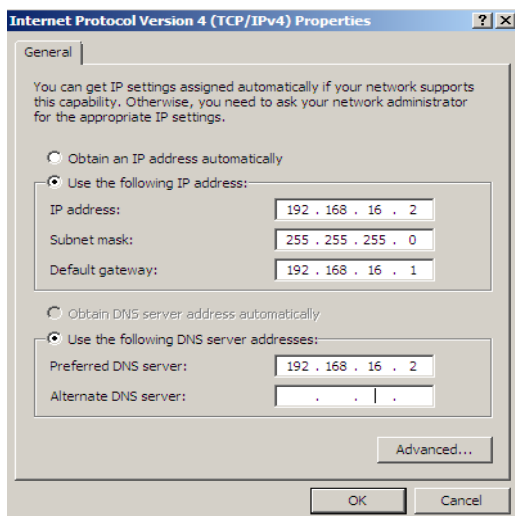 Internet Protocol Version 4 (TCP/IPv4) Properties
General
You can get IP settings assigned automatically if your network supports
this capability. Otherwise, you need to ask your network administrator
for the appropriate IP settings.
Obtain an IP address automatically
Use the following IP address:
IP address: 192 . 168 . 16 . 2
Subnet mask: 255 . 255 . 255 . 0
Default gateway: 192 . 168 . 16 . 1
Obtain DNS server address automatically
Use the following DNS server addresses:
Preferred DNS server: 192 . 168 . 16 . 2
Alternate DNS server: . . .
Advanced...
OK Cancel